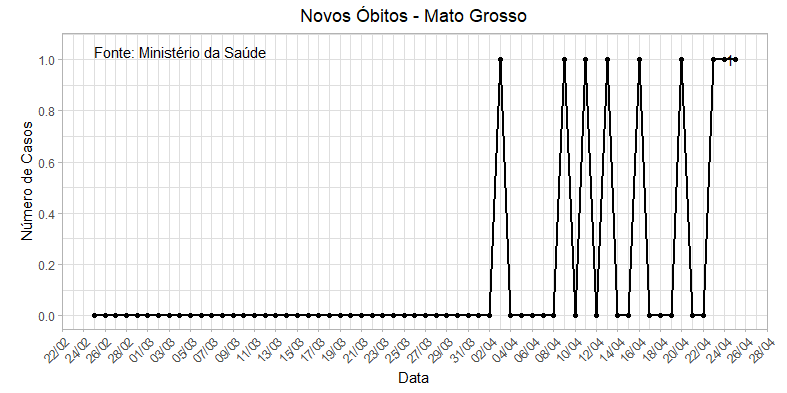 Novos Óbitos - Mato Grosso
Fonte: Ministério da Saúde
1
1.0
0.8
0.6
0.4
0.2
0.0
Número de Casos
22/02 24/02 26/02 28/02 01/03 03/03 05/03 07/03 09/03 11/03 13/03 15/03 17/03 19/03 21/03 23/03 25/03 27/03 29/03 31/03 02/04 04/04 06/04 08/04 10/04 12/04 14/04 16/04 18/04 20/04 22/04 24/04 26/04 28/04
Data